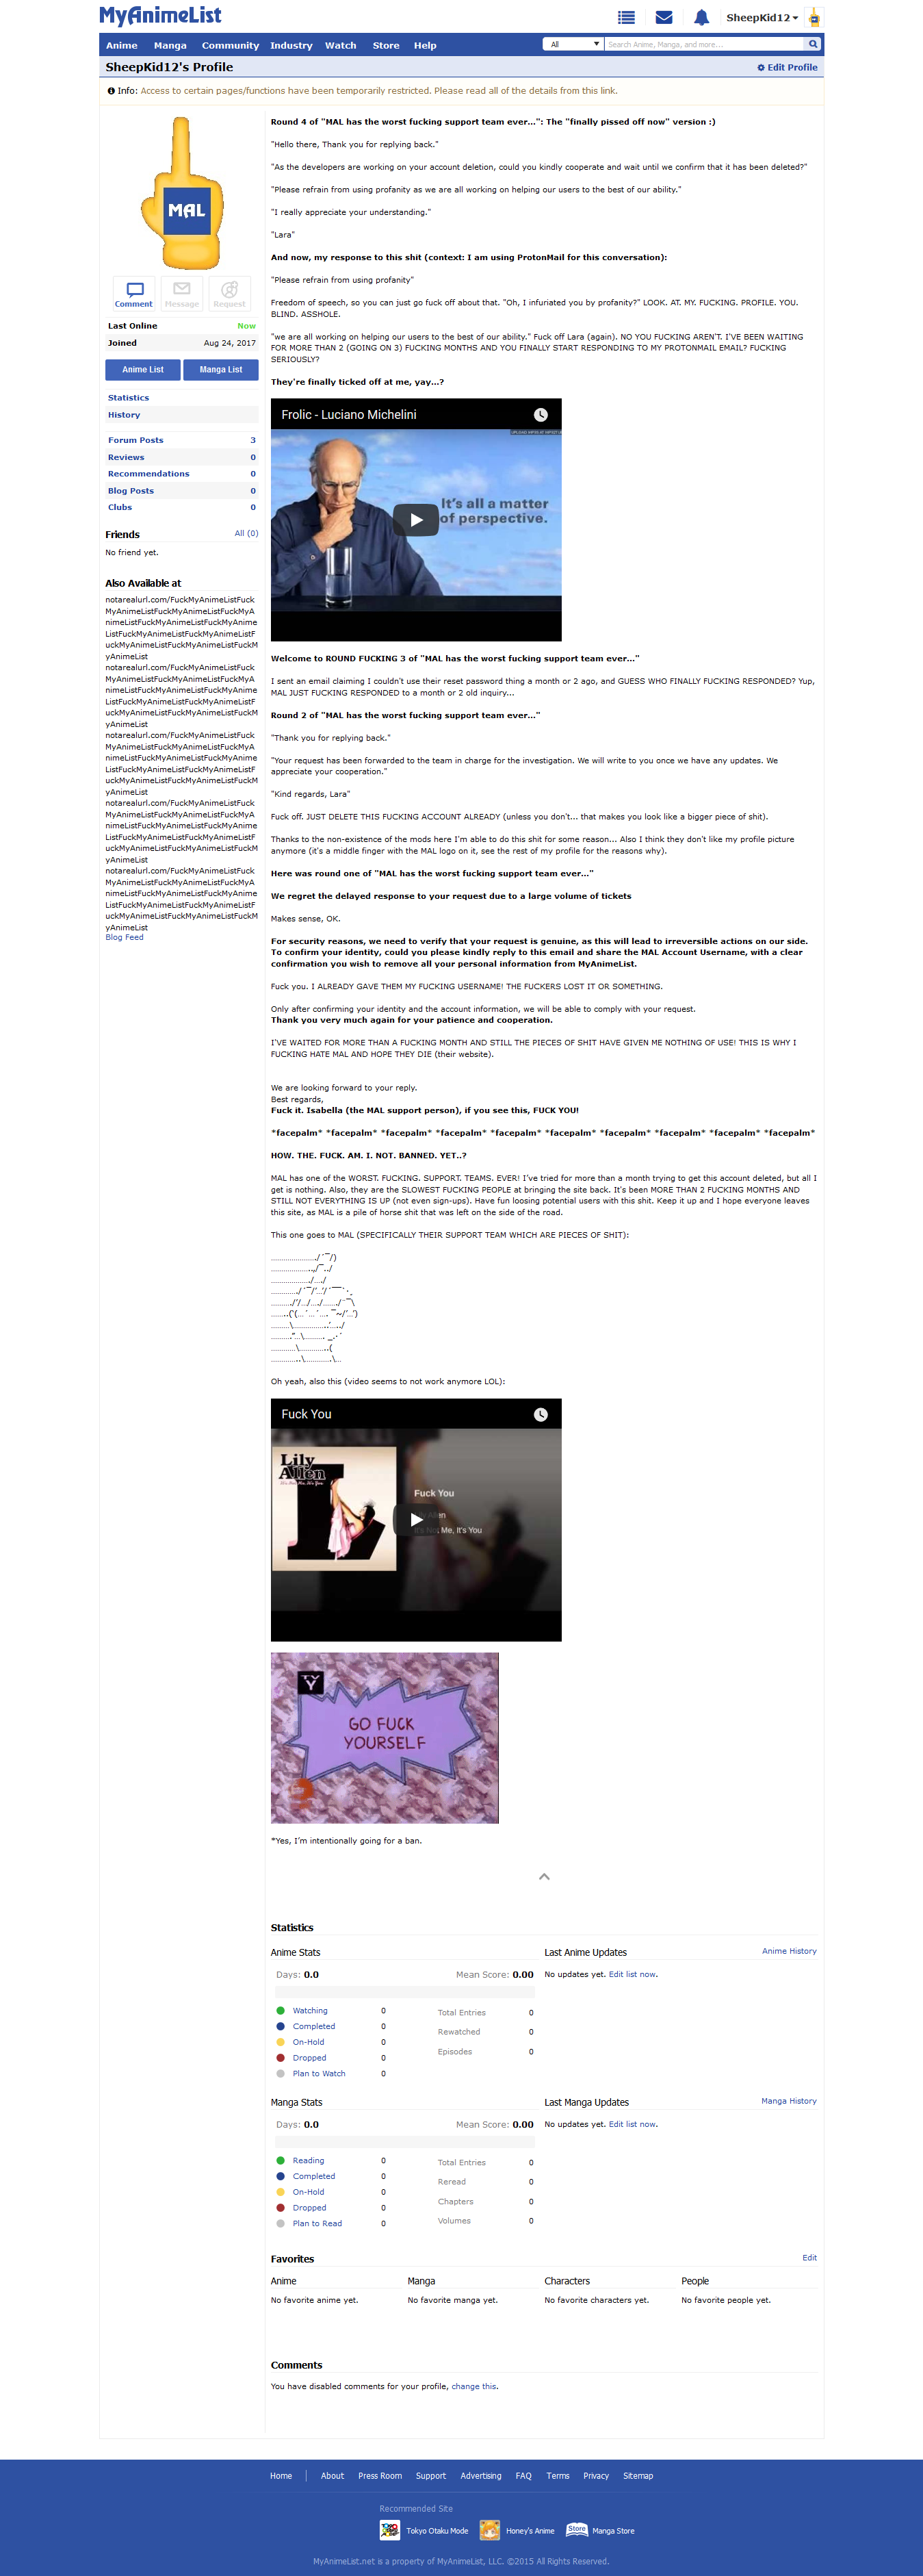 MyAnimeList
SheepKid12
Anime Manga Community Industry Watch Store Help
All
Search Anime, Manga, and more...
SheepKid12's Profile
Edit Profile
Info: Access to certain pages/functions have been temporarily restricted. Please read all of the details from this link.
MAL
Comment Message Request
Last Online Now
Joined Aug 24, 2017
Anime List Manga List
Statistics
History
Forum Posts 3
Reviews 0
Recommendations 0
Blog Posts 0
Clubs 0
Friends All (0)
No friend yet.
Also Available at
notarealurl.com/FuckMyAnimeListFuck
MyAnimeListFuckMyAnimeListFuckMyA
nimeListFuckMyAnimeListFuckMyAnime
ListFuckMyAnimeListFuckMyAnimeListF
uckMyAnimeListFuckMyAnimeListFuckM
yAnimeList
notarealurl.com/FuckMyAnimeListFuck
MyAnimeListFuckMyAnimeListFuckMyA
nimeListFuckMyAnimeListFuckMyAnime
ListFuckMyAnimeListFuckMyAnimeListF
uckMyAnimeListFuckMyAnimeListFuckM
yAnimeList
notarealurl.com/FuckMyAnimeListFuck
MyAnimeListFuckMyAnimeListFuckMyA
nimeListFuckMyAnimeListFuckMyAnime
ListFuckMyAnimeListFuckMyAnimeListF
uckMyAnimeListFuckMyAnimeListFuckM
yAnimeList
notarealurl.com/FuckMyAnimeListFuck
MyAnimeListFuckMyAnimeListFuckMyA
nimeListFuckMyAnimeListFuckMyAnime
ListFuckMyAnimeListFuckMyAnimeListF
uckMyAnimeListFuckMyAnimeListFuckM
yAnimeList
notarealurl.com/FuckMyAnimeListFuck
MyAnimeListFuckMyAnimeListFuckMyA
nimeListFuckMyAnimeListFuckMyAnime
ListFuckMyAnimeListFuckMyAnimeListF
uckMyAnimeListFuckMyAnimeListFuckM
yAnimeList
Blog Feed
Round 4 of "MAL has the worst fucking support team ever...": The "finally pissed off now" version :)
"Hello there, Thank you for replying back."
"As the developers are working on your account deletion, could you kindly cooperate and wait until we confirm that it has been deleted?"
"Please refrain from using profanity as we are all working on helping our users to the best of our ability."
"I really appreciate your understanding."
"Lara"
And now, my response to this shit (context: I am using ProtonMail for this conversation):
"Please refrain from using profanity"
Freedom of speech, so you can just go fuck off about that. "Oh, I infuriated you by profanity?" LOOK. AT. MY. FUCKING. PROFILE. YOU.
BLIND. ASSHOLE.
"we are all working on helping our users to the best of our ability." Fuck off Lara (again). NO YOU FUCKING AREN'T. I'VE BEEN WAITING
FOR MORE THAN 2 (GOING ON 3) FUCKING MONTHS AND YOU FINALLY START RESPONDING TO MY PROTONMAIL EMAIL? FUCKING
SERIOUSLY?
They're finally ticked off at me, yay...?
Frolic - Luciano Michelini
It's all a matter
of perspective.
Welcome to ROUND FUCKING 3 of "MAL has the worst fucking support team ever..."
I sent an email claiming I couldn't use their reset password thing a month or 2 ago, and GUESS WHO FINALLY FUCKING RESPONDED? Yup,
MAL JUST FUCKING RESPONDED to a month or 2 old inquiry...
Round 2 of "MAL has the worst fucking support team ever..."
"Thank you for replying back."
"Your request has been forwarded to the team in charge for the investigation. We will write to you once we have any updates. We
appreciate your cooperation."
"Kind regards, Lara"
Fuck off. JUST DELETE THIS FUCKING ACCOUNT ALREADY (unless you don't... that makes you look like a bigger piece of shit).
Thanks to the non-existence of the mods here I'm able to do this shit for some reason... Also I think they don't like my profile picture
anymore (it's a middle finger with the MAL logo on it, see the rest of my profile for the reasons why).
Here was round one of "MAL has the worst fucking support team ever..."
We regret the delayed response to your request due to a large volume of tickets
Makes sense, OK.
For security reasons, we need to verify that your request is genuine, as this will lead to irreversible actions on our side.
To confirm your identity, could you please kindly reply to this email and share the MAL Account Username, with a clear
confirmation you wish to remove all your personal information from MyAnimeList.
Fuck you. I ALREADY GAVE THEM MY FUCKING USERNAME! THE FUCKERS LOST IT OR SOMETHING.
Only after confirming your identity and the account information, we will be able to comply with your request.
Thank you very much again for your patience and cooperation.
I'VE WAITED FOR MORE THAN A FUCKING MONTH AND STILL THE PIECES OF SHIT HAVE GIVEN ME NOTHING OF USE! THIS IS WHY I
FUCKING HATE MAL AND HOPE THEY DIE (their website).
We are looking forward to your reply.
Best regards,
Fuck it. Isabella (the MAL support person), if you see this, FUCK YOU!
*facepalm* *facepalm* *facepalm* *facepalm* *facepalm* *facepalm* *facepalm* *facepalm* *facepalm* *facepalm*
HOW. THE. FUCK. AM. I. NOT. BANNED. YET..?
MAL has one of the WORST. FUCKING. SUPPORT. TEAMS. EVER! I've tried for more than a month trying to get this account deleted, but all I
get is nothing. Also, they are the SLOWEST FUCKING PEOPLE at bringing the site back. It's been MORE THAN 2 FUCKING MONTHS AND
STILL NOT EVERYTHING IS UP (not even sign-ups). Have fun loosing potential users with this shit. Keep it up and I hope everyone leaves
this site, as MAL is a pile of horse shit that was left on the side of the road.
This one goes to MAL (SPECIFICALLY THEIR SUPPORT TEAM WHICH ARE PIECES OF SHIT):
Oh yeah, also this (video seems to not work anymore LOL):
Fuck You
Lily
Allen
Fuck You
It's Not Me, It's You
TV
Y
GO FUCK
YOURSELF
*Yes, I'm intentionally going for a ban.
Statistics
Anime Stats
Days: 0.0 Mean Score: 0.00
Watching 0
Completed 0
On-Hold 0
Dropped 0
Plan to Watch 0
Total Entries 0
Rewatched 0
Episodes 0
Last Anime Updates Anime History
No updates yet. Edit list now.
Manga Stats
Days: 0.0 Mean Score: 0.00
Reading 0
Completed 0
On-Hold 0
Dropped 0
Plan to Read 0
Total Entries 0
Reread 0
Chapters 0
Volumes 0
Last Manga Updates Manga History
No updates yet. Edit list now.
Favorites Edit
Anime Manga Characters People
No favorite anime yet. No favorite manga yet. No favorite characters yet. No favorite people yet.
Comments
You have disabled comments for your profile, change this.
Home About Press Room Support Advertising FAQ Terms Privacy Sitemap
Recommended Site
Tokyo Otaku Mode Honey's Anime Store Manga Store
MyAnimeList.net is a property of MyAnimeList, LLC. ©2015 All Rights Reserved.